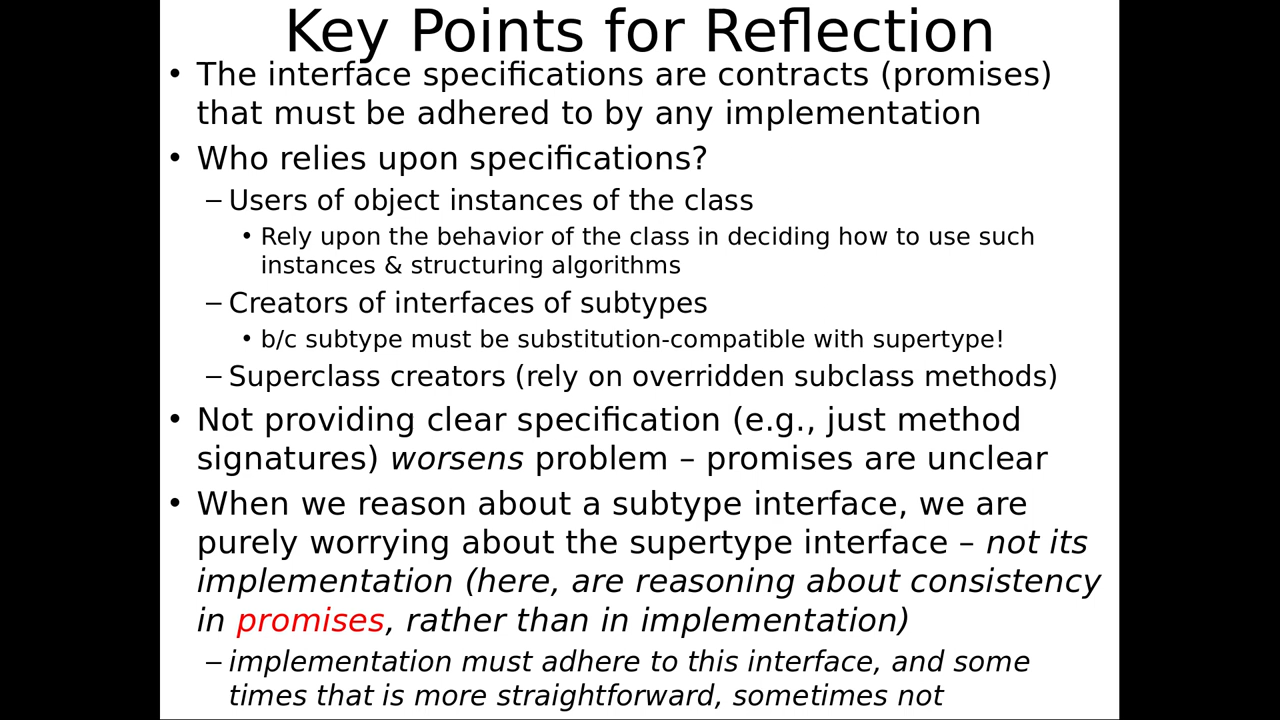 Key Points for Reflection
• The interface specifications are contracts (promises)
that must be adhered to by any implementation
• Who relies upon specifications?
– Users of object instances of the class
• Rely upon the behavior of the class in deciding how to use such
instances & structuring algorithms
– Creators of interfaces of subtypes
• b/c subtype must be substitution-compatible with supertype!
– Superclass creators (rely on overridden subclass methods)
• Not providing clear specification (e.g., just method
signatures) worsens problem – promises are unclear
• When we reason about a subtype interface, we are
purely worrying about the supertype interface – not its
implementation (here, are reasoning about consistency
in promises, rather than in implementation)
– implementation must adhere to this interface, and some
times that is more straightforward, sometimes not